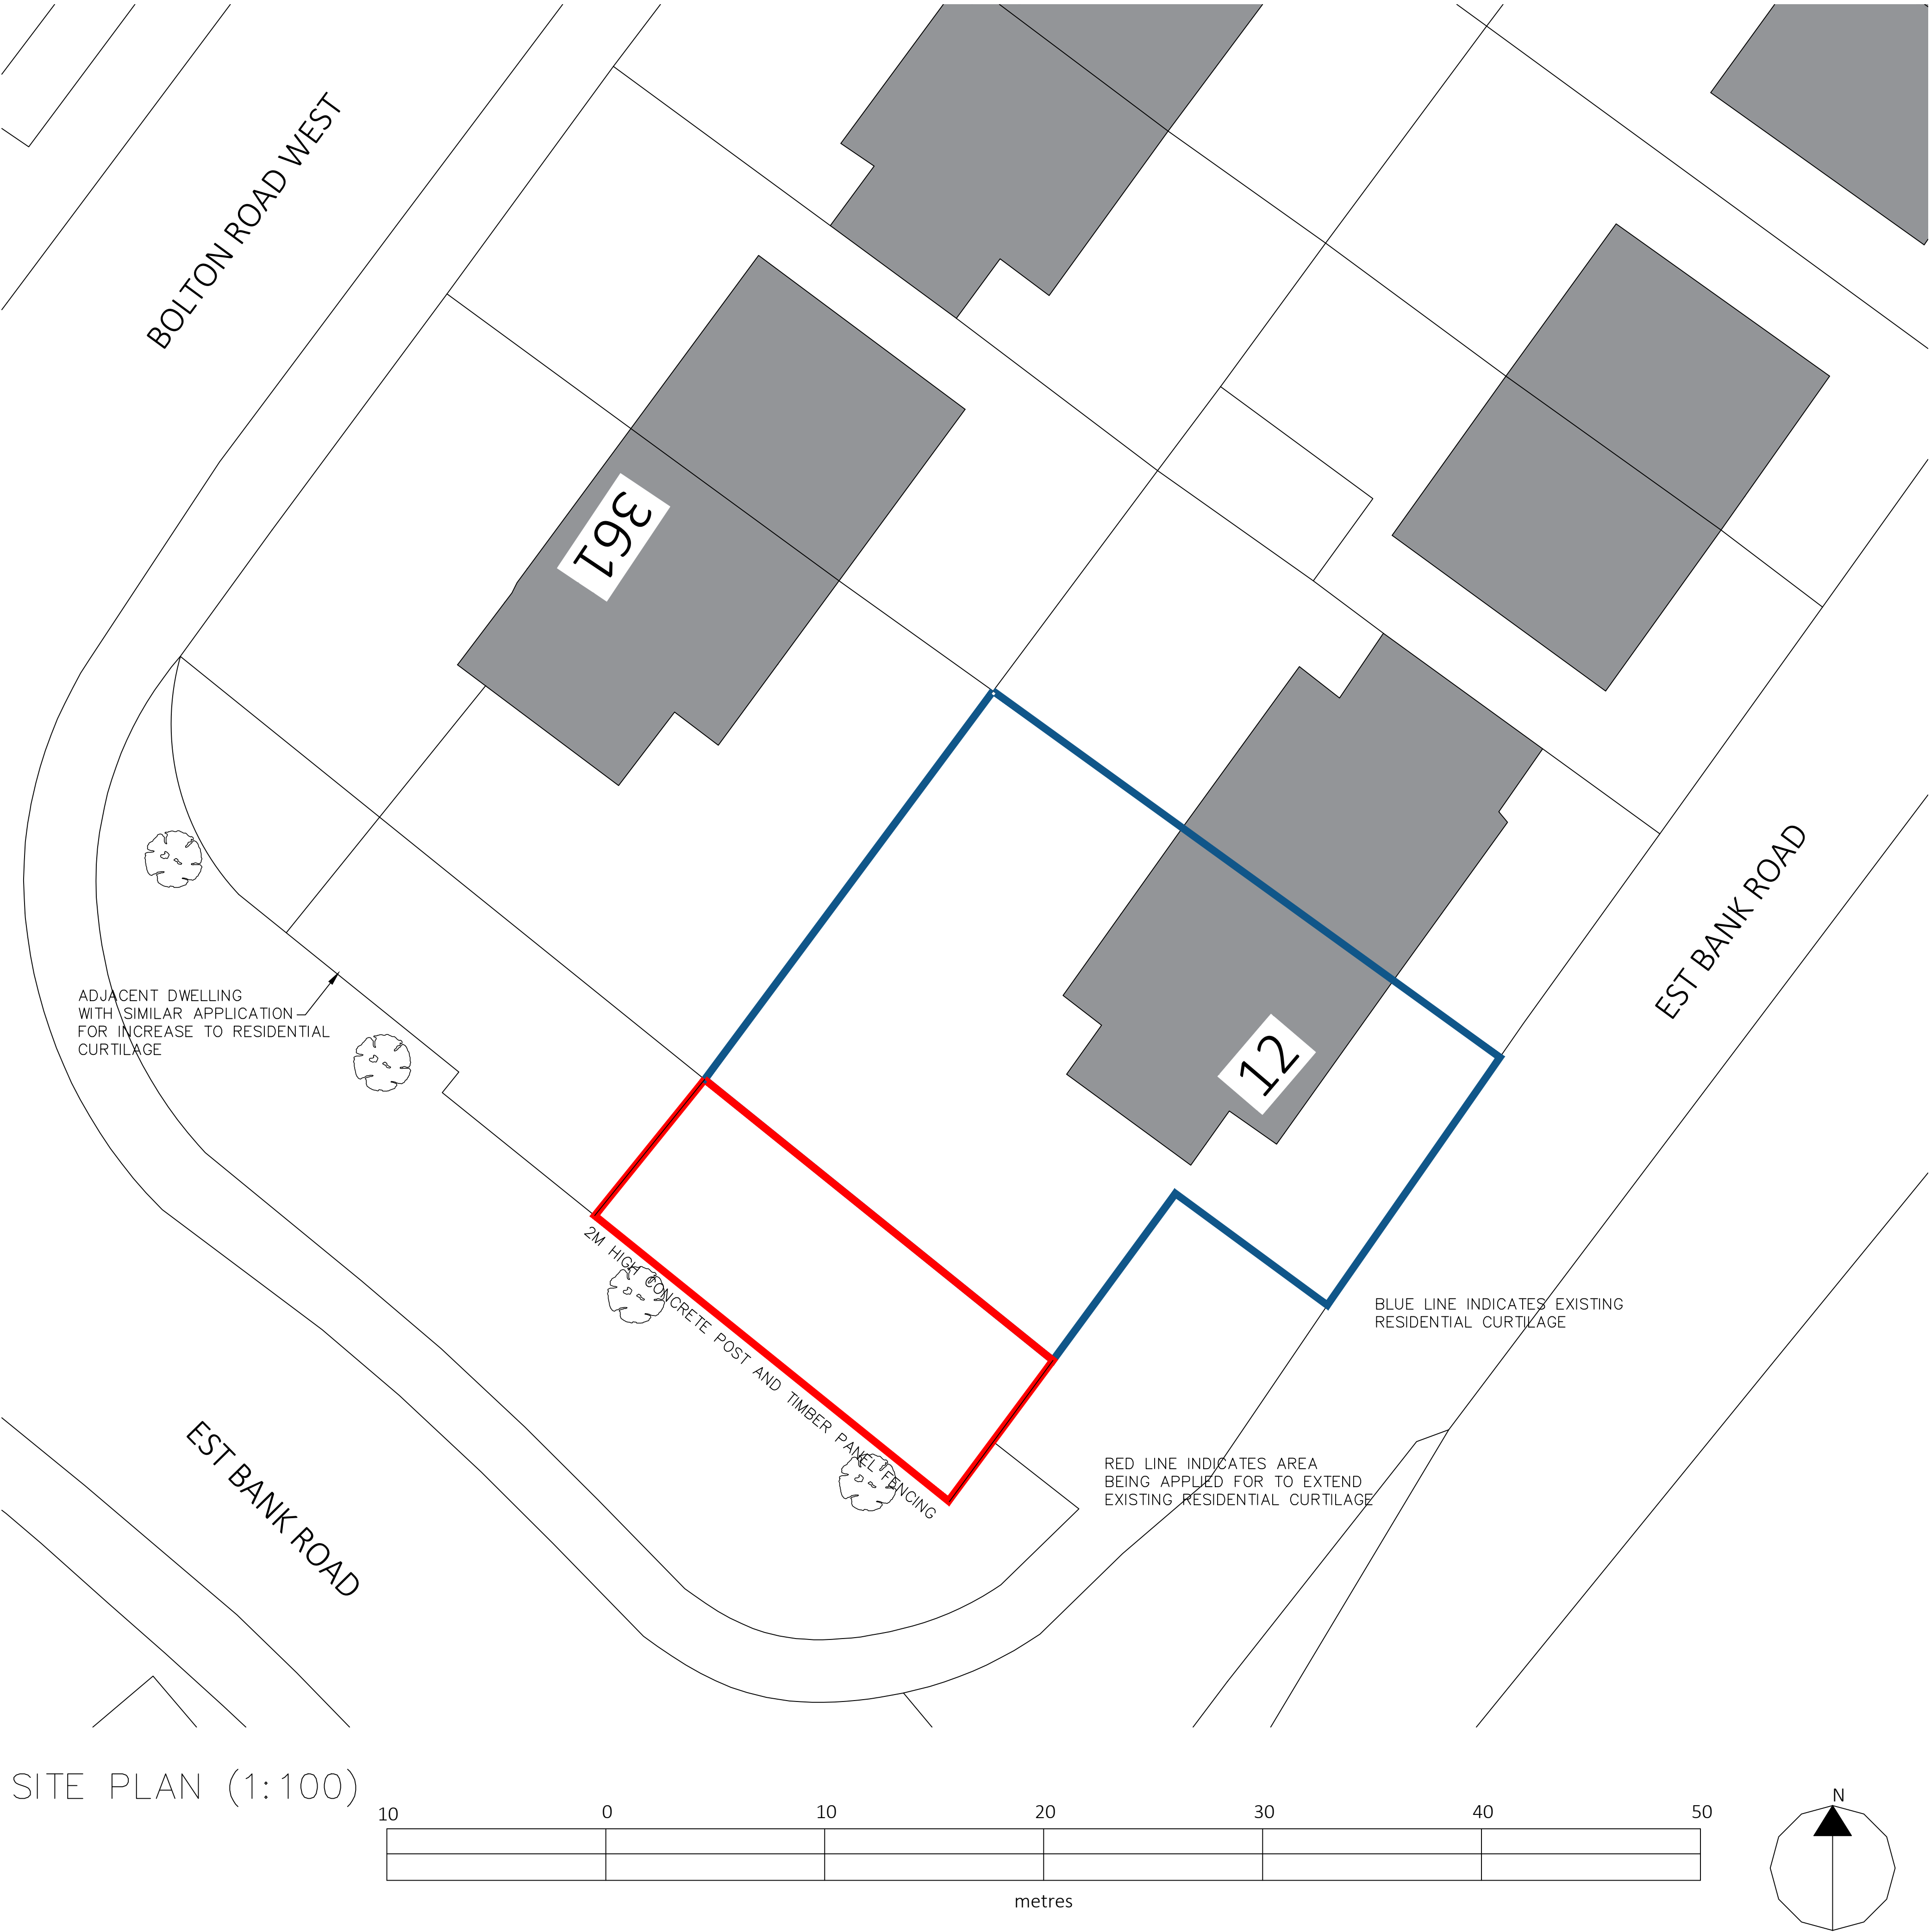 BOLTON ROAD WEST
361
EST BANK ROAD
ADJACENT DWELLING
WITH SIMILAR APPLICATION
FOR INCREASE TO RESIDENTIAL
CURTILAGE
12
2M HIGH CONCRETE POST AND TIMBER PANEL FENCING
BLUE LINE INDICATES EXISTING
RESIDENTIAL CURTILAGE
RED LINE INDICATES AREA
BEING APPLIED FOR TO EXTEND
EXISTING RESIDENTIAL CURTILAGE
EST BANK ROAD
SITE PLAN (1:100)
10 0 10 20 30 40 50
metres
N